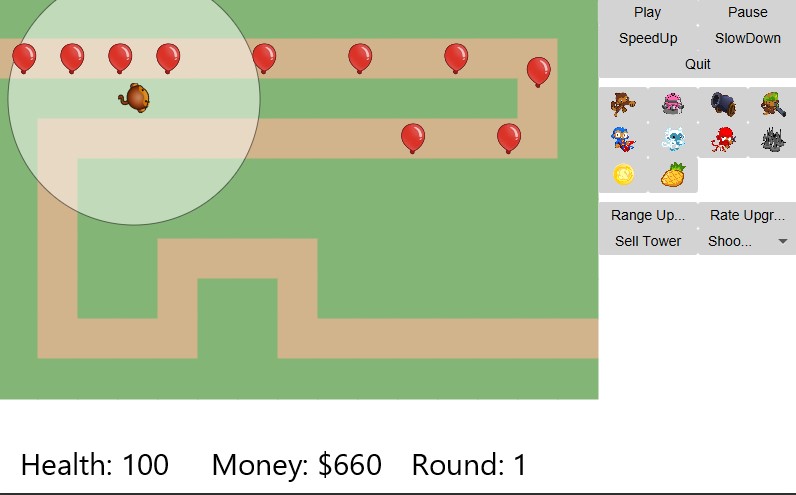 Play Pause
SpeedUp SlowDown
Quit
Range Up... Rate Upgr...
Sell Tower Shoo...
Health: 100 Money: $660 Round: 1